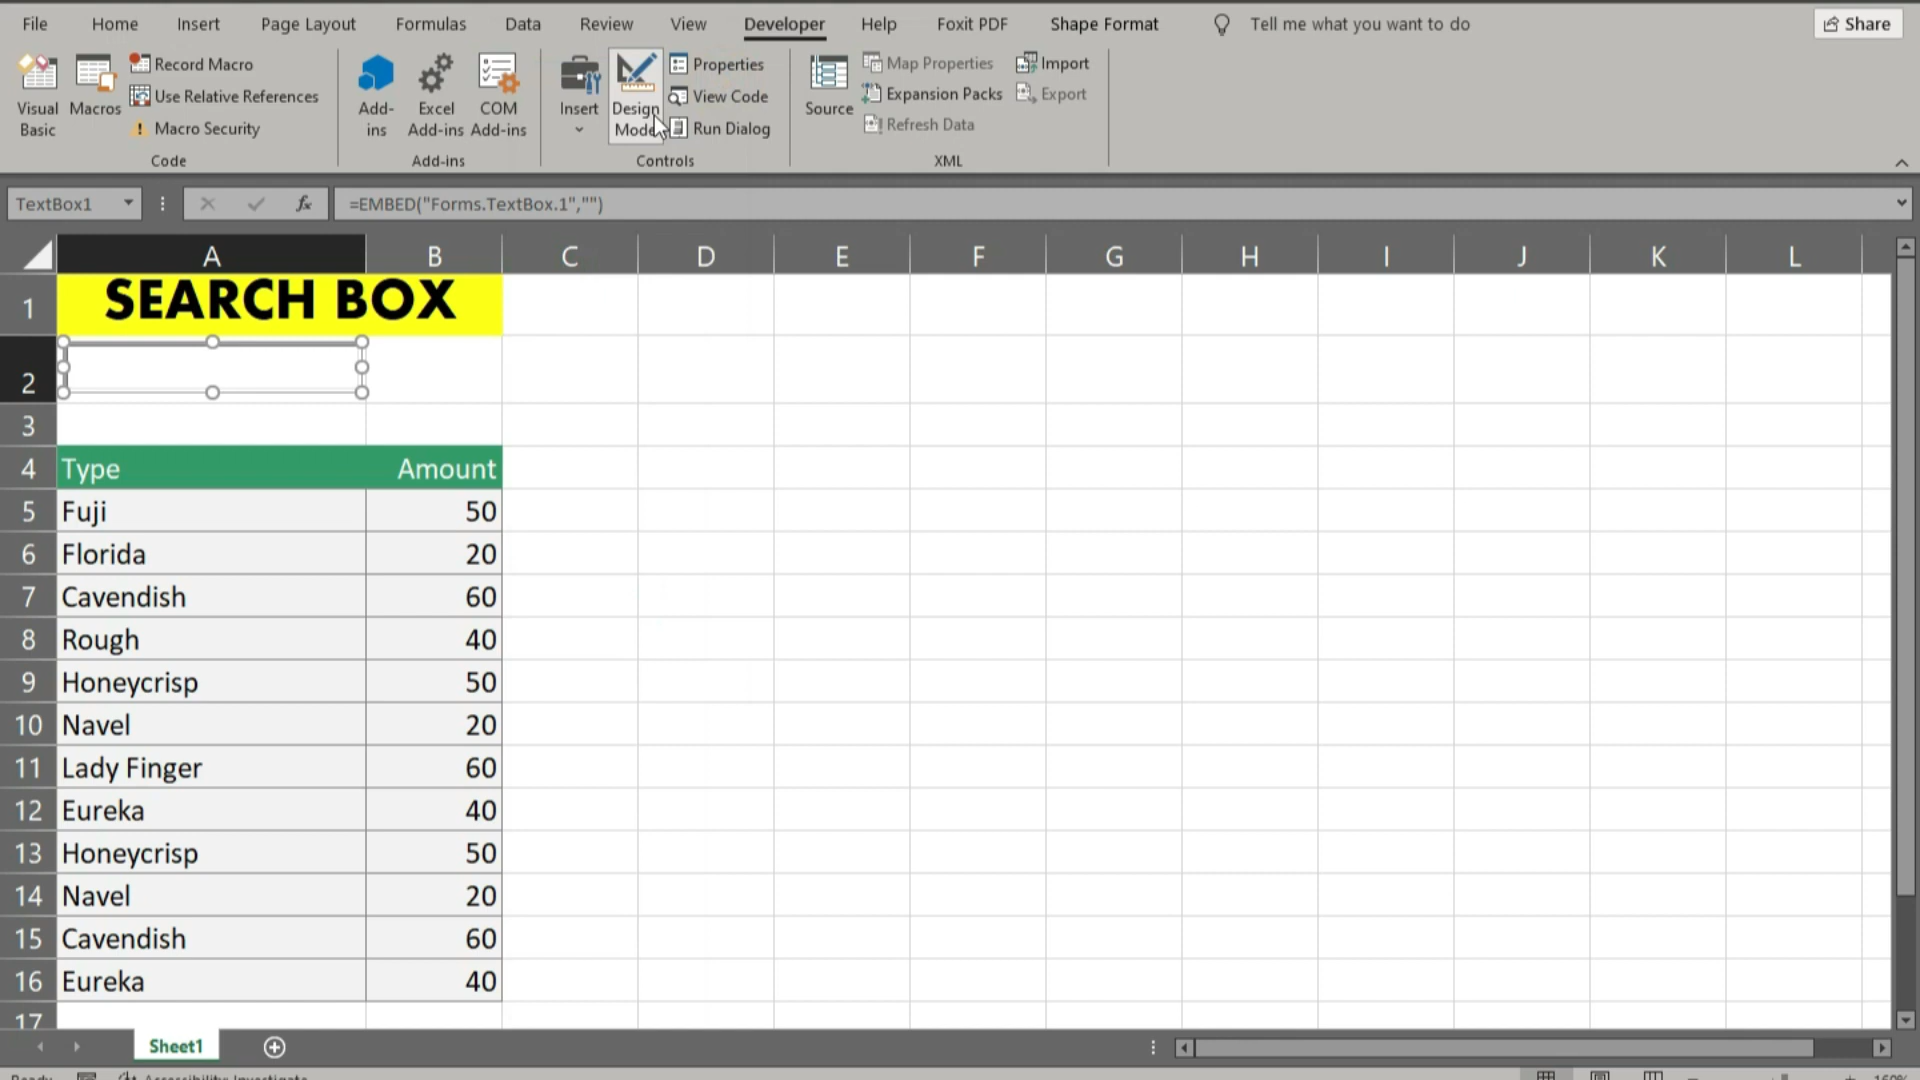 File Home Insert Page Layout Formulas Data Review View Developer Help Foxit PDF Shape Format Tell me what you want to do Share
Visual Basic
Macros
Record Macro
Use Relative References
Macro Security
Code
Add-ins
Excel Add-ins
COM Add-ins
Add-ins
Insert
Design Mode
Properties
View Code
Run Dialog
Controls
Source
Map Properties
Expansion Packs
Refresh Data
Import
Export
XML
TextBox1 fx =EMBED("Forms.TextBox.1","")
A B C D E F G H I J K L
1 SEARCH BOX
2
3
4 Type Amount
5 Fuji 50
6 Florida 20
7 Cavendish 60
8 Rough 40
9 Honeycrisp 50
10 Navel 20
11 Lady Finger 60
12 Eureka 40
13 Honeycrisp 50
14 Navel 20
15 Cavendish 60
16 Eureka 40
17
Sheet1